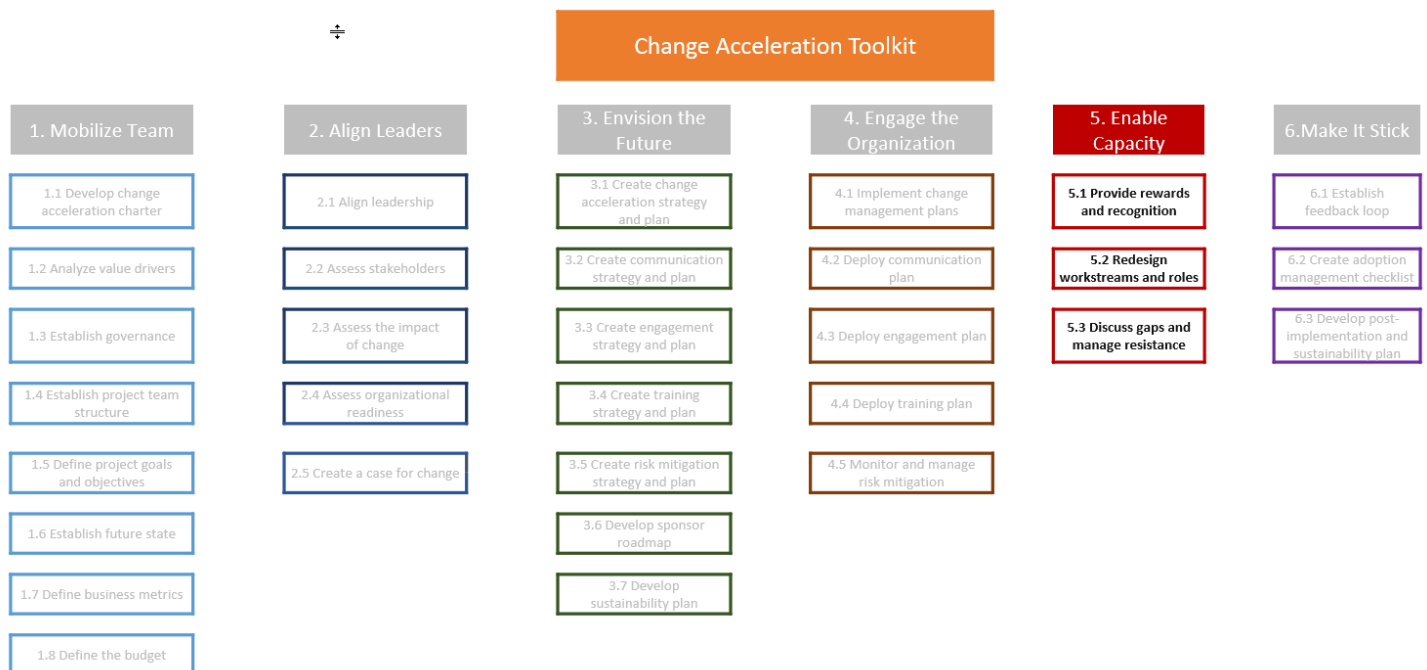 Change Acceleration Toolkit
1. Mobilize Team
1.1 Develop change
acceleration charter
1.2 Analyze value drivers
1.3 Establish governance
1.4 Establish project team
structure
1.5 Define project goals
and objectives
1.6 Establish future state
1.7 Define business metrics
1.8 Define the budget
2. Align Leaders
2.1 Align leadership
2.2 Assess stakeholders
2.3 Assess the impact
of change
2.4 Assess organizational
readiness
2.5 Create a case for change
3. Envision the
Future
3.1 Create change
acceleration strategy
and plan
3.2 Create communication
strategy and plan
3.3 Create engagement
strategy and plan
3.4 Create training
strategy and plan
3.5 Create risk mitigation
strategy and plan
3.6 Develop sponsor
roadmap
3.7 Develop
sustainability plan
4. Engage the
Organization
4.1 Implement change
management plans
4.2 Deploy communication
plan
4.3 Deploy engagement plan
4.4 Deploy training plan
4.5 Monitor and manage
risk mitigation
5. Enable
Capacity
5.1 Provide rewards
and recognition
5.2 Redesign
workstreams and roles
5.3 Discuss gaps and
manage resistance
6.Make It Stick
6.1 Establish
feedback loop
6.2 Create adoption
management checklist
6.3 Develop post-
implementation and
sustainability plan